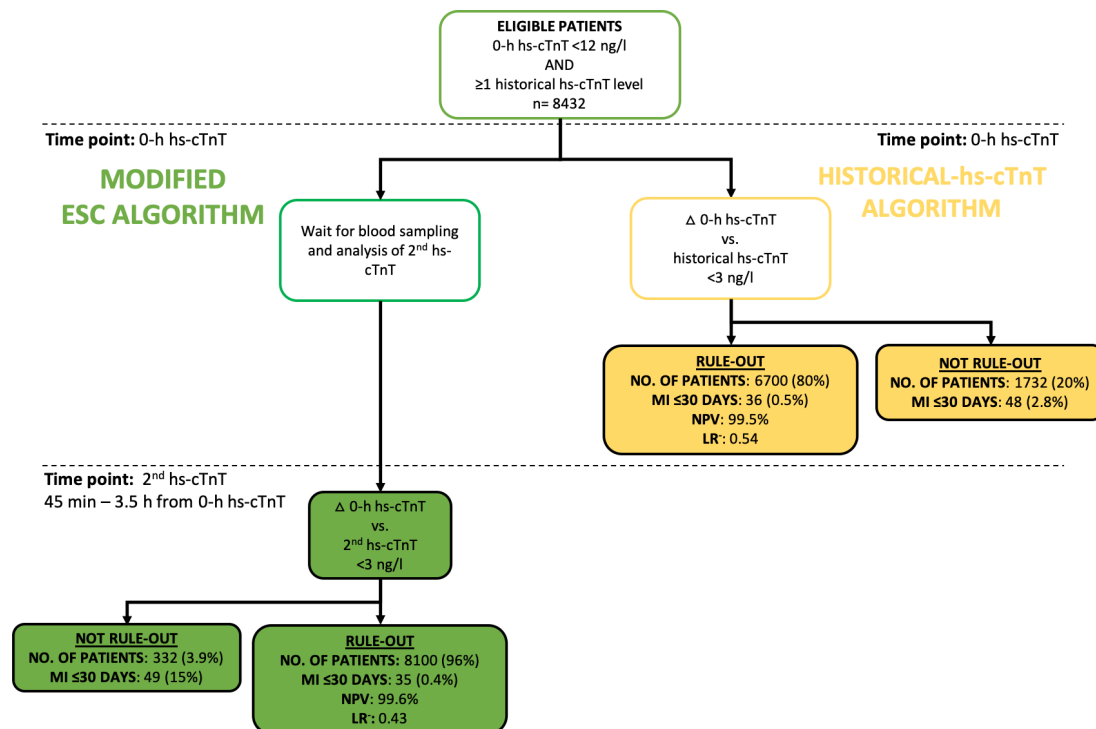 ELIGIBLE PATIENTS
0-h hs-cTnT <12 ng/l
AND
≥1 historical hs-cTnT level
n= 8432
Time point: 0-h hs-cTnT
Time point: 0-h hs-cTnT
MODIFIED
ESC ALGORITHM
HISTORICAL-hs-cTnT
ALGORITHM
Wait for blood sampling
and analysis of 2nd hs-
cTnT
Δ 0-h hs-cTnT
vs.
historical hs-cTnT
<3 ng/l
RULE-OUT
NO. OF PATIENTS: 6700 (80%)
MI ≤30 DAYS: 36 (0.5%)
NPV: 99.5%
LR-: 0.54
NOT RULE-OUT
NO. OF PATIENTS: 1732 (20%)
MI ≤30 DAYS: 48 (2.8%)
Time point: 2nd hs-cTnT
45 min – 3.5 h from 0-h hs-cTnT
Δ 0-h hs-cTnT
vs.
2nd hs-cTnT
<3 ng/l
NOT RULE-OUT
NO. OF PATIENTS: 332 (3.9%)
MI ≤30 DAYS: 49 (15%)
RULE-OUT
NO. OF PATIENTS: 8100 (96%)
MI ≤30 DAYS: 35 (0.4%)
NPV: 99.6%
LR-: 0.43